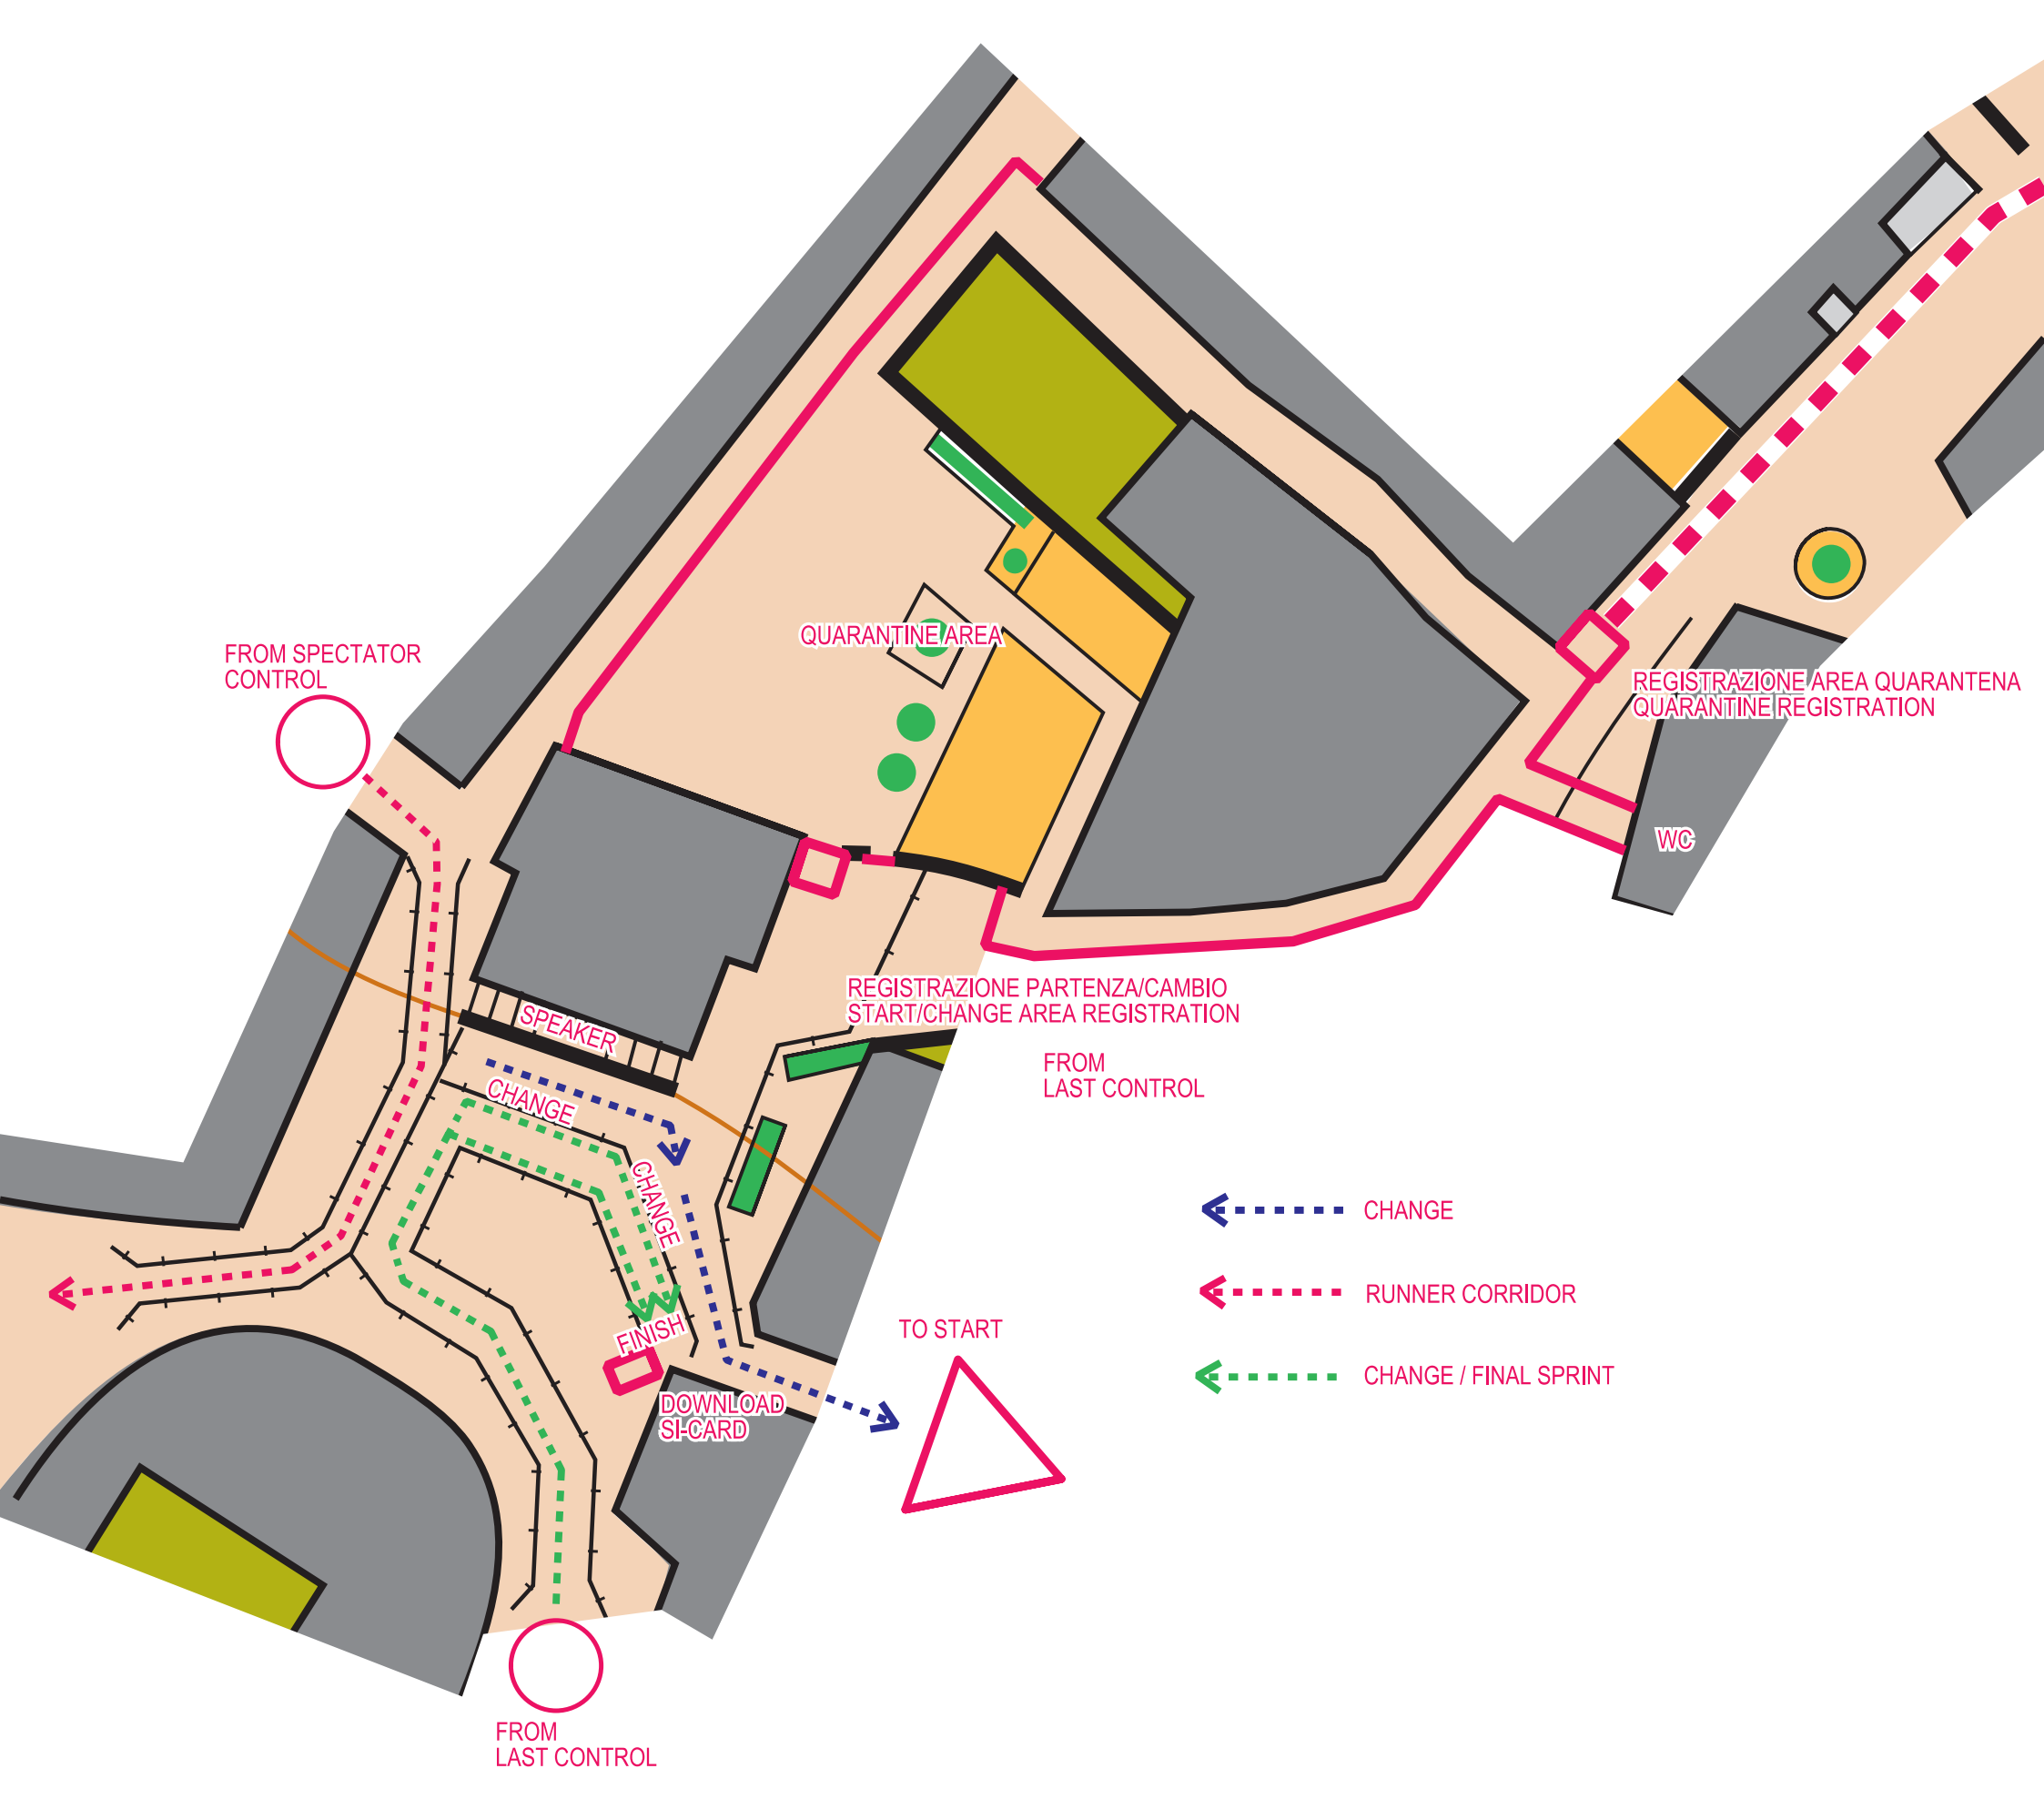 QUARANTINE AREA
FROM SPECTATOR
CONTROL
REGISTRAZIONE AREA QUARANTENA
QUARANTINE REGISTRATION
WC
REGISTRAZIONE PARTENZA/CAMBIO
START/CHANGE AREA REGISTRATION
SPEAKER
FROM
LAST CONTROL
CHANGE
CHANGE
CHANGE
RUNNER CORRIDOR
TO START
FINISH
CHANGE / FINAL SPRINT
DOWNLOAD
SI-CARD
FROM
LAST CONTROL